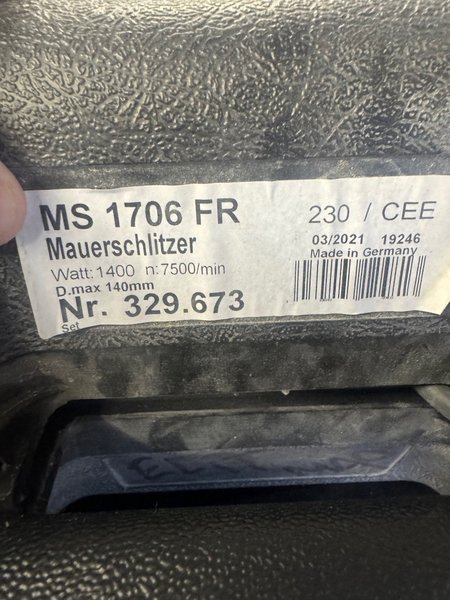 MS 1706 FR
230 / CEE
Mauerschlitzer
03/2021 19246
Made in Germany
Watt: 1400 n:7500/min
D.max 140mm
Nr. 329.673
Set